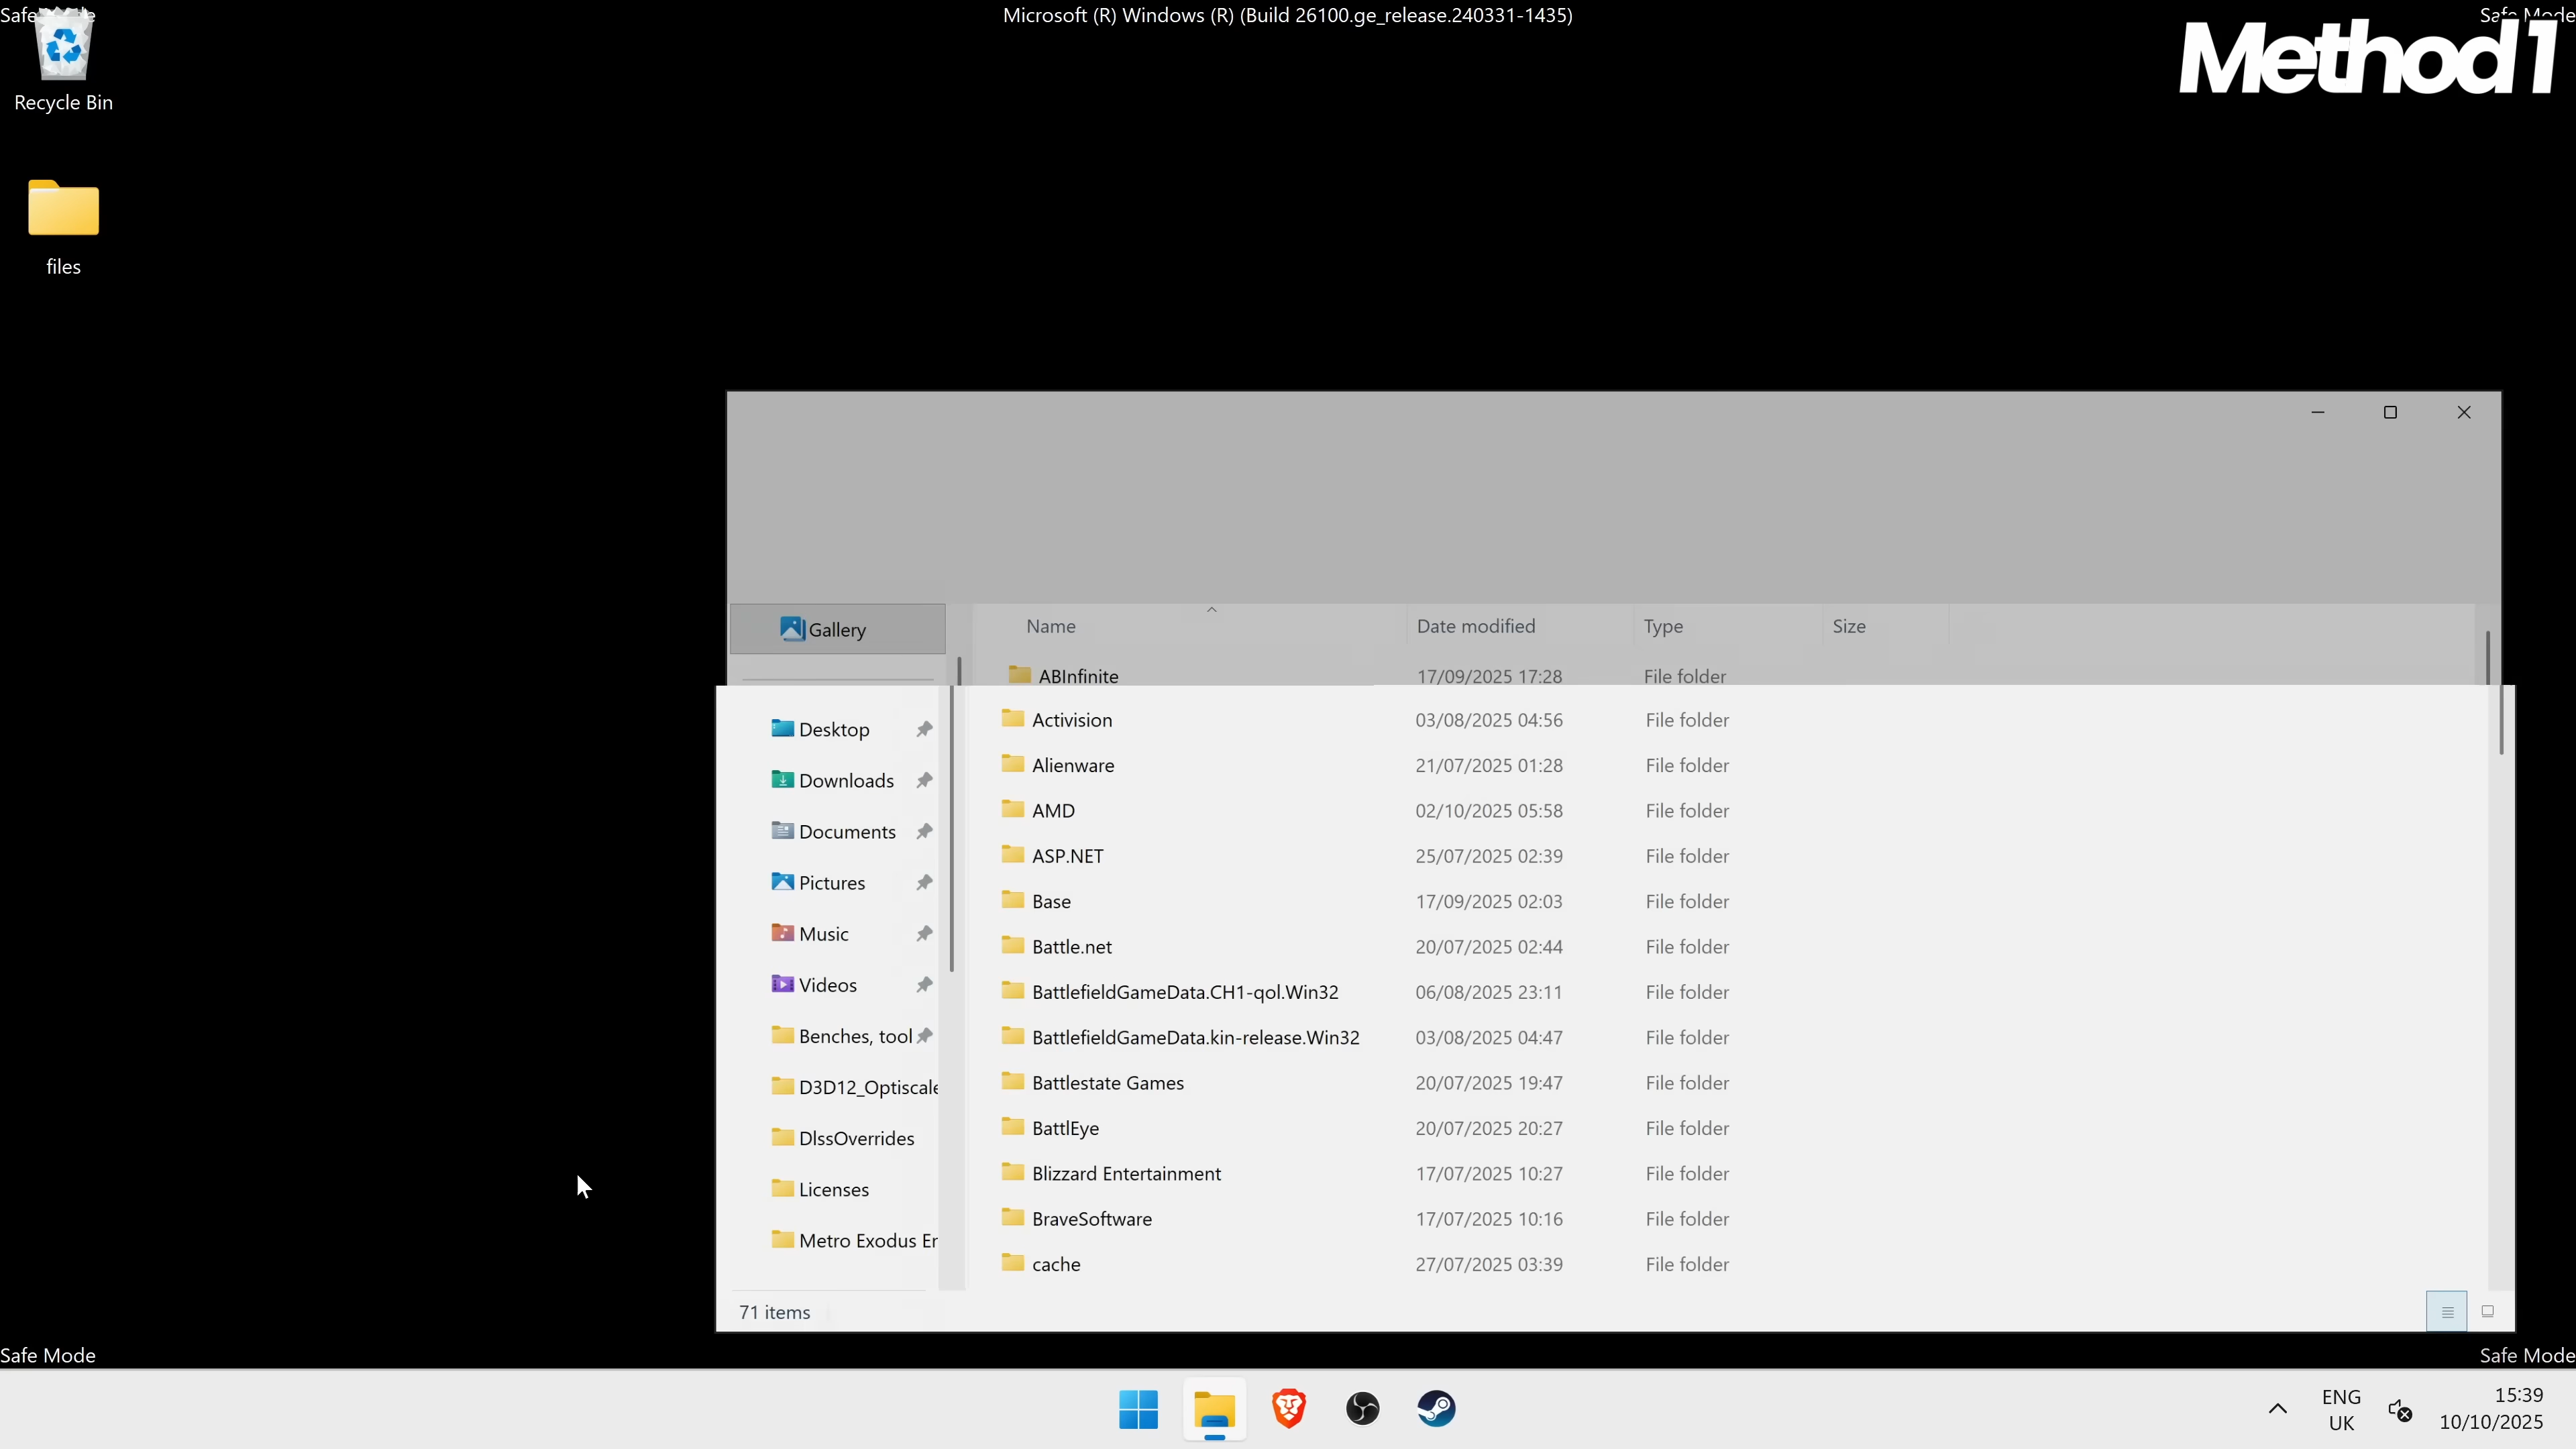 Safe Mode
Microsoft (R) Windows (R) (Build 26100.ge_release.240331-1435)
Safe Mode
Method 1
Recycle Bin
files
Gallery
Name
Date modified
Type
Size
ABInfinite 17/09/2025 17:28 File folder
Desktop
Activision 03/08/2025 04:56 File folder
Downloads
Alienware 21/07/2025 01:28 File folder
Documents
AMD 02/10/2025 05:58 File folder
Pictures
ASP.NET 25/07/2025 02:39 File folder
Music
Base 17/09/2025 02:03 File folder
Videos
Battle.net 20/07/2025 02:44 File folder
Benches, tool
BattlefieldGameData.CH1-qol.Win32 06/08/2025 23:11 File folder
D3D12_Optiscale
BattlefieldGameData.kin-release.Win32 03/08/2025 04:47 File folder
DlssOverrides
Battlestate Games 20/07/2025 19:47 File folder
Licenses
BattlEye 20/07/2025 20:27 File folder
Metro Exodus Er
Blizzard Entertainment 17/07/2025 10:27 File folder
BraveSoftware 17/07/2025 10:16 File folder
cache 27/07/2025 03:39 File folder
71 items
Safe Mode
Safe Mode
ENG
UK
15:39
10/10/2025